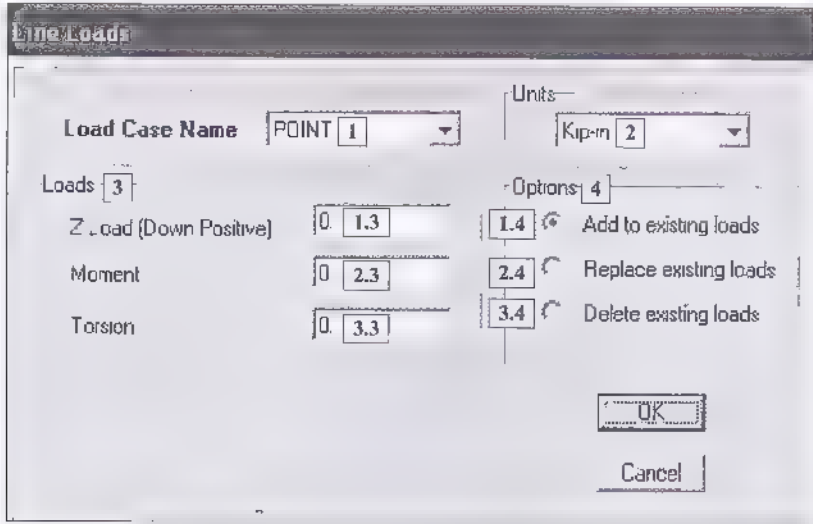 Line Loads
Units
Load Case Name POINT 1
Kip-in 2
Loads 3
Options 4
Z Load (Down Positive) 0. 1.3
1.4 Add to existing loads
Moment 0 2.3
2.4 Replace existing loads
Torsion 0. 3.3
3.4 Delete existing loads
OK
Cancel